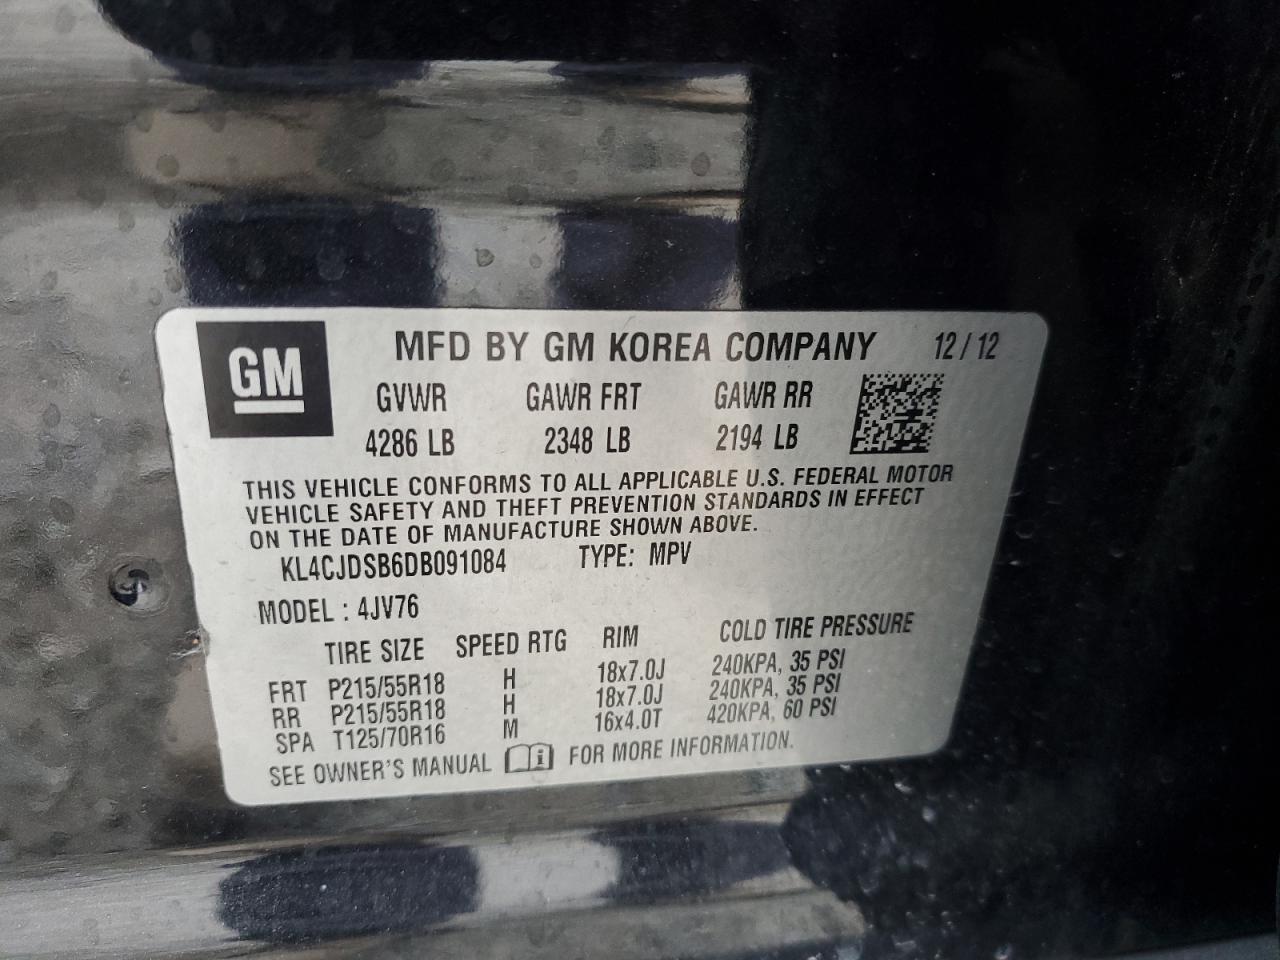 GM
MFD BY GM KOREA COMPANY 12/12
GVWR GAWR FRT GAWR RR
4286 LB 2348 LB 2194 LB
THIS VEHICLE CONFORMS TO ALL APPLICABLE U.S. FEDERAL MOTOR
VEHICLE SAFETY AND THEFT PREVENTION STANDARDS IN EFFECT
ON THE DATE OF MANUFACTURE SHOWN ABOVE.
KL4CJDSB6DB091084 TYPE: MPV
MODEL : 4JV76
TIRE SIZE SPEED RTG RIM COLD TIRE PRESSURE
FRT P215/55R18 H 18x7.0J 240KPA, 35 PSI
RR P215/55R18 H 18x7.0J 240KPA, 35 PSI
SPA T125/70R16 M 16x4.0T 420KPA, 60 PSI
SEE OWNER'S MANUAL i FOR MORE INFORMATION.